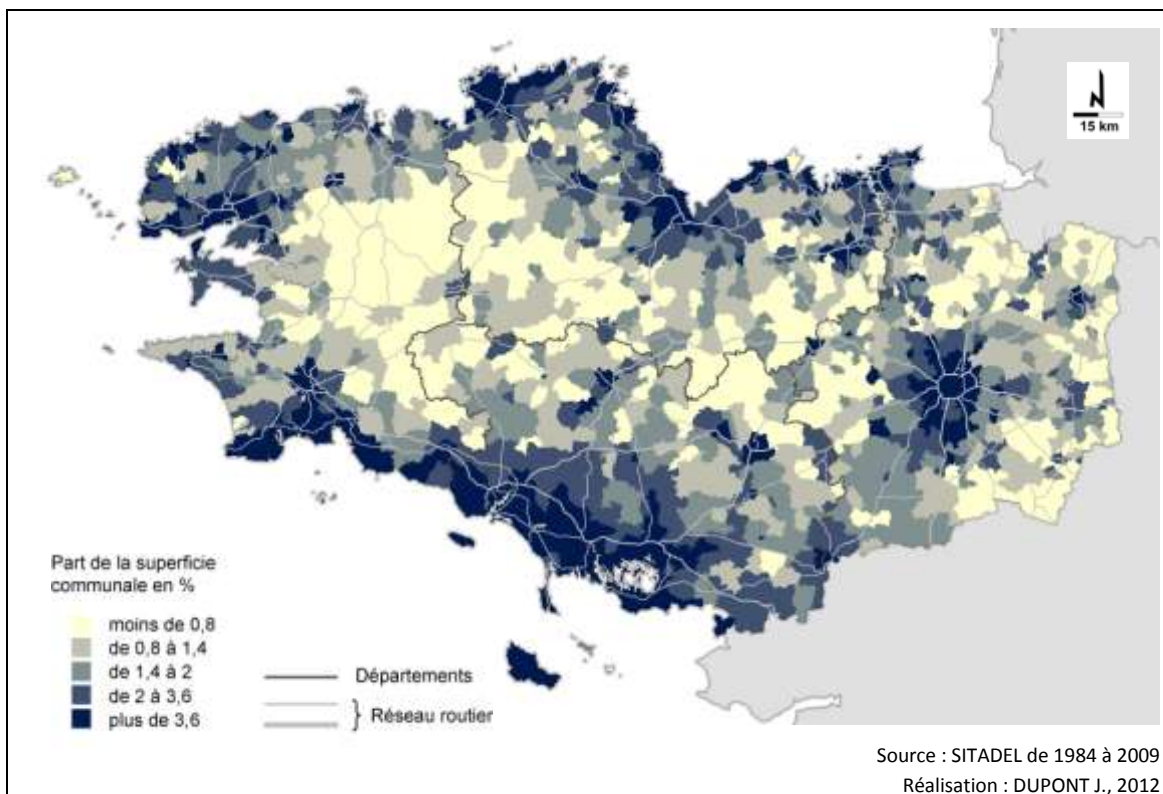 15 km
Part de la superficie
communale en %
moins de 0,8
de 0,8 à 1,4
de 1,4 à 2
de 2 à 3,6
plus de 3,6
Départements
Réseau routier
Source : SITADEL de 1984 à 2009
Réalisation : DUPONT J., 2012